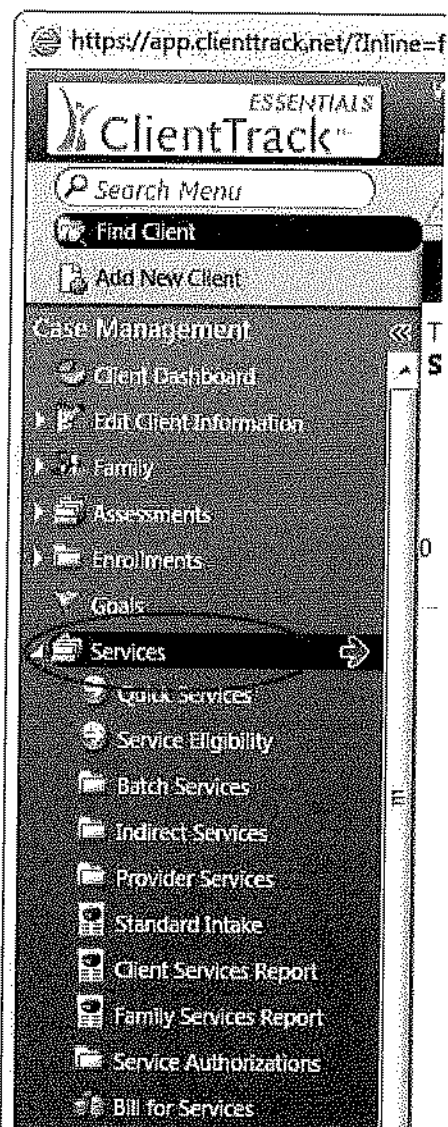 https://app.clienttrack.net/?Inline=f
ESSENTIALS
ClientTrack™
Search Menu
Find Client
Add New Client
Case Management
T
Client Dashboard
S
Edit Client Information
Family
Assessments
Enrollments
0
Goals
Services
Quick Services
Service Eligibility
Batch Services
Indirect Services
Provider Services
Standard Intake
Client Services Report
Family Services Report
Service Authorizations
Bill for Services